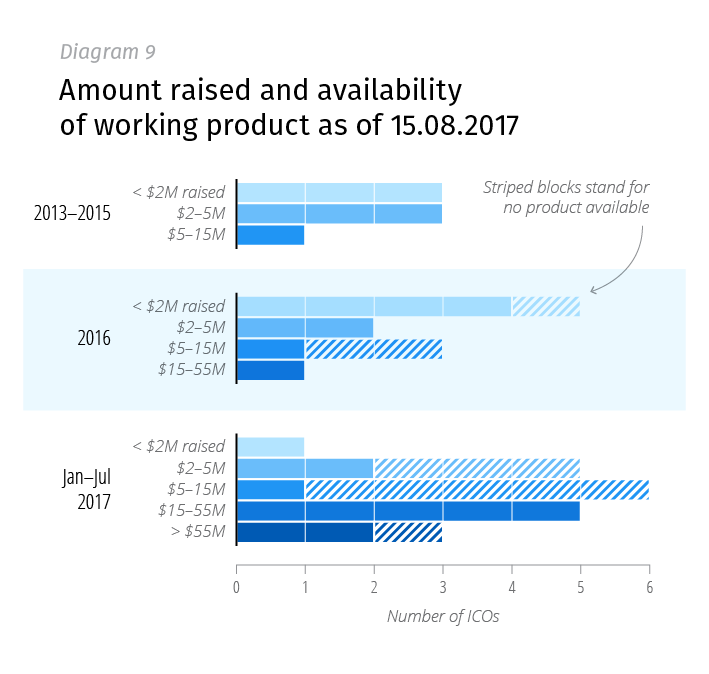 Diagram 9
Amount raised and availability
of working product as of 15.08.2017
Striped blocks stand for
no product available
2013–2015
< $2M raised
$2–5M
$5–15M
2016
< $2M raised
$2–5M
$5–15M
$15–55M
Jan–Jul
2017
< $2M raised
$2–5M
$5–15M
$15–55M
> $55M
0 1 2 3 4 5 6
Number of ICOs